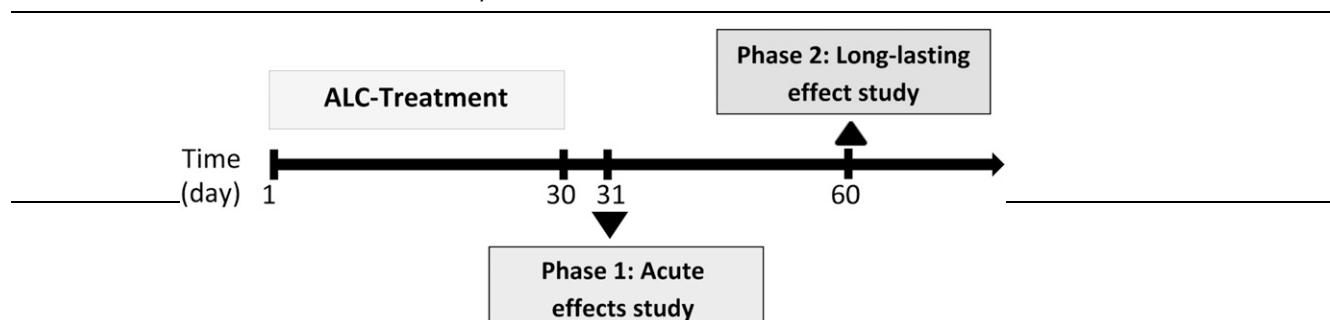 Phase 2: Long-lasting
effect study
ALC-Treatment
Time
(day)
1
30
31
60
Phase 1: Acute
effects study